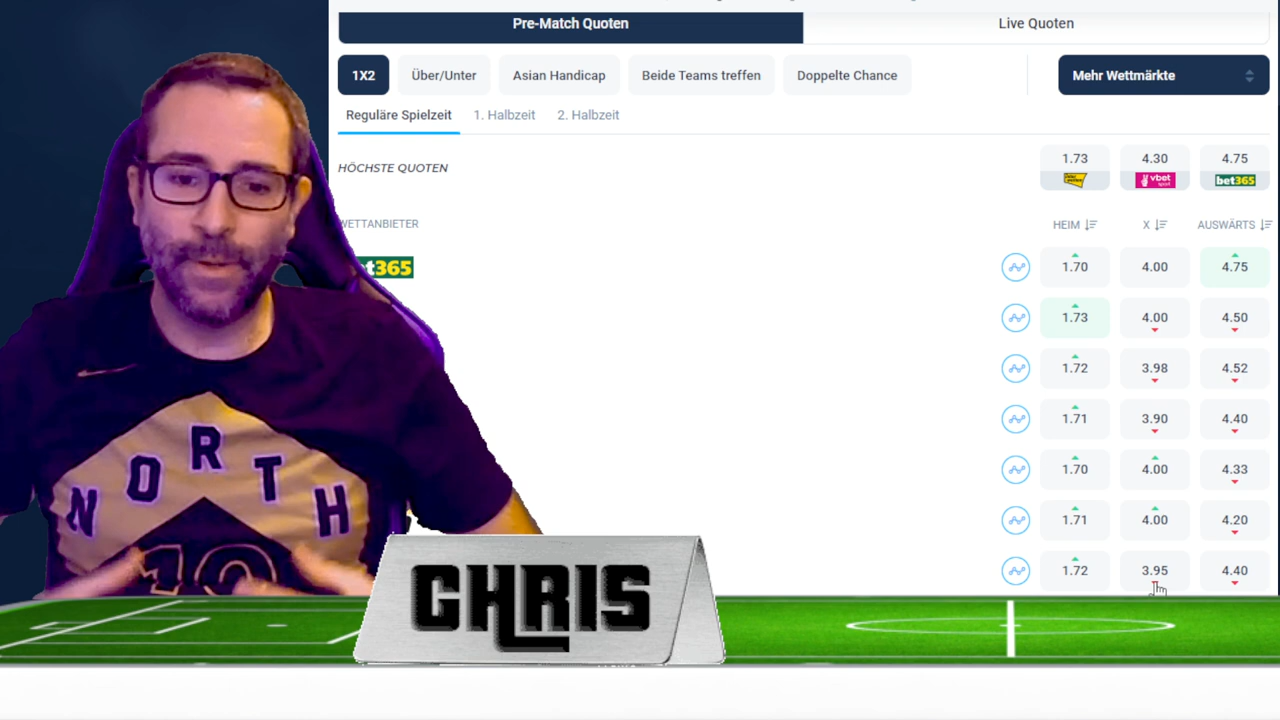 Pre-Match Quoten
Live Quoten
1X2
Über/Unter
Asian Handicap
Beide Teams treffen
Doppelte Chance
Mehr Wettmärkte
Reguläre Spielzeit
1. Halbzeit
2. Halbzeit
HÖCHSTE QUOTEN
1.73 4.30 4.75
vbet bet365
WETTANBIETER
HEIM X AUSWÄRTS
t365
1.70 4.00 4.75
1.73 4.00 4.50
1.72 3.98 4.52
1.71 3.90 4.40
1.70 4.00 4.33
1.71 4.00 4.20
1.72 3.95 4.40
NORTH
10
CHRIS